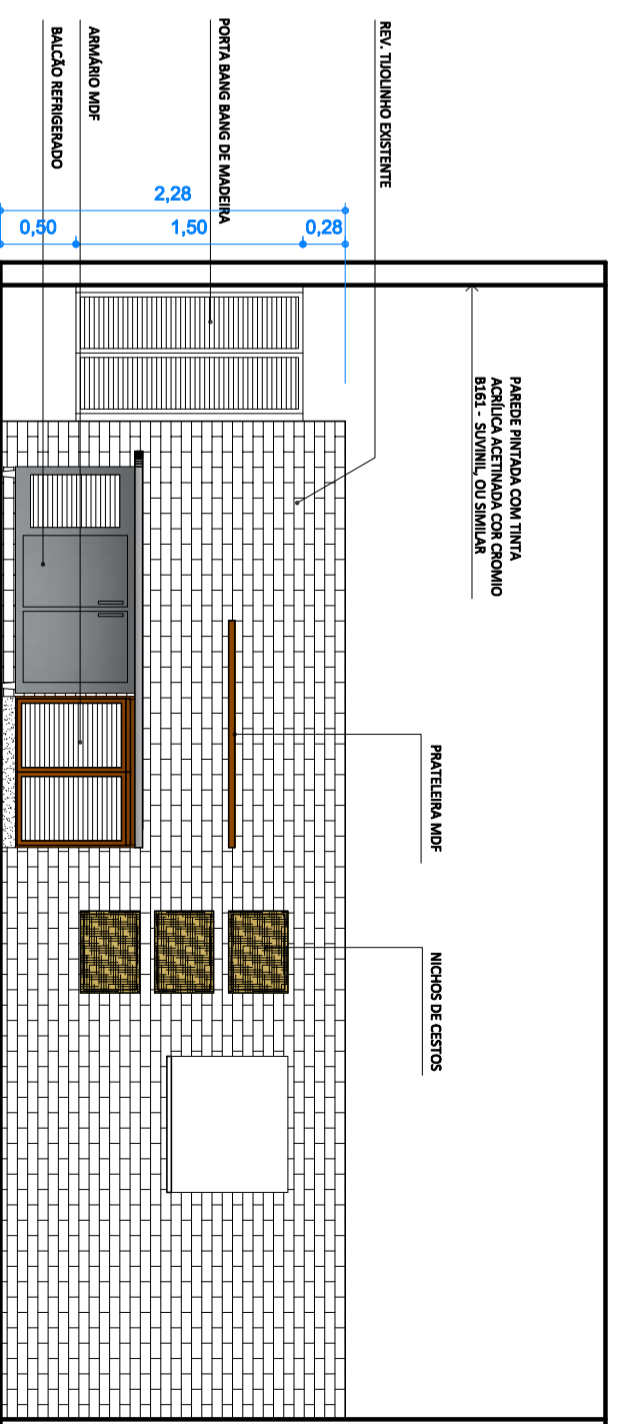 REV. TIJOLINHO EXISTENTE
PORTA BANG BANG DE MADEIRA
ARMÁRIO MDF
BALCÃO REFRIGERADO
2,28
0,50
1,50
0,28
PAREDE PINTADA COM TINTA
ACRÍLICA ACETINADA COR CROMIO
B161 - SUVINIL, OU SIMILAR
PRATELEIRA MDF
NICHOS DE CESTOS